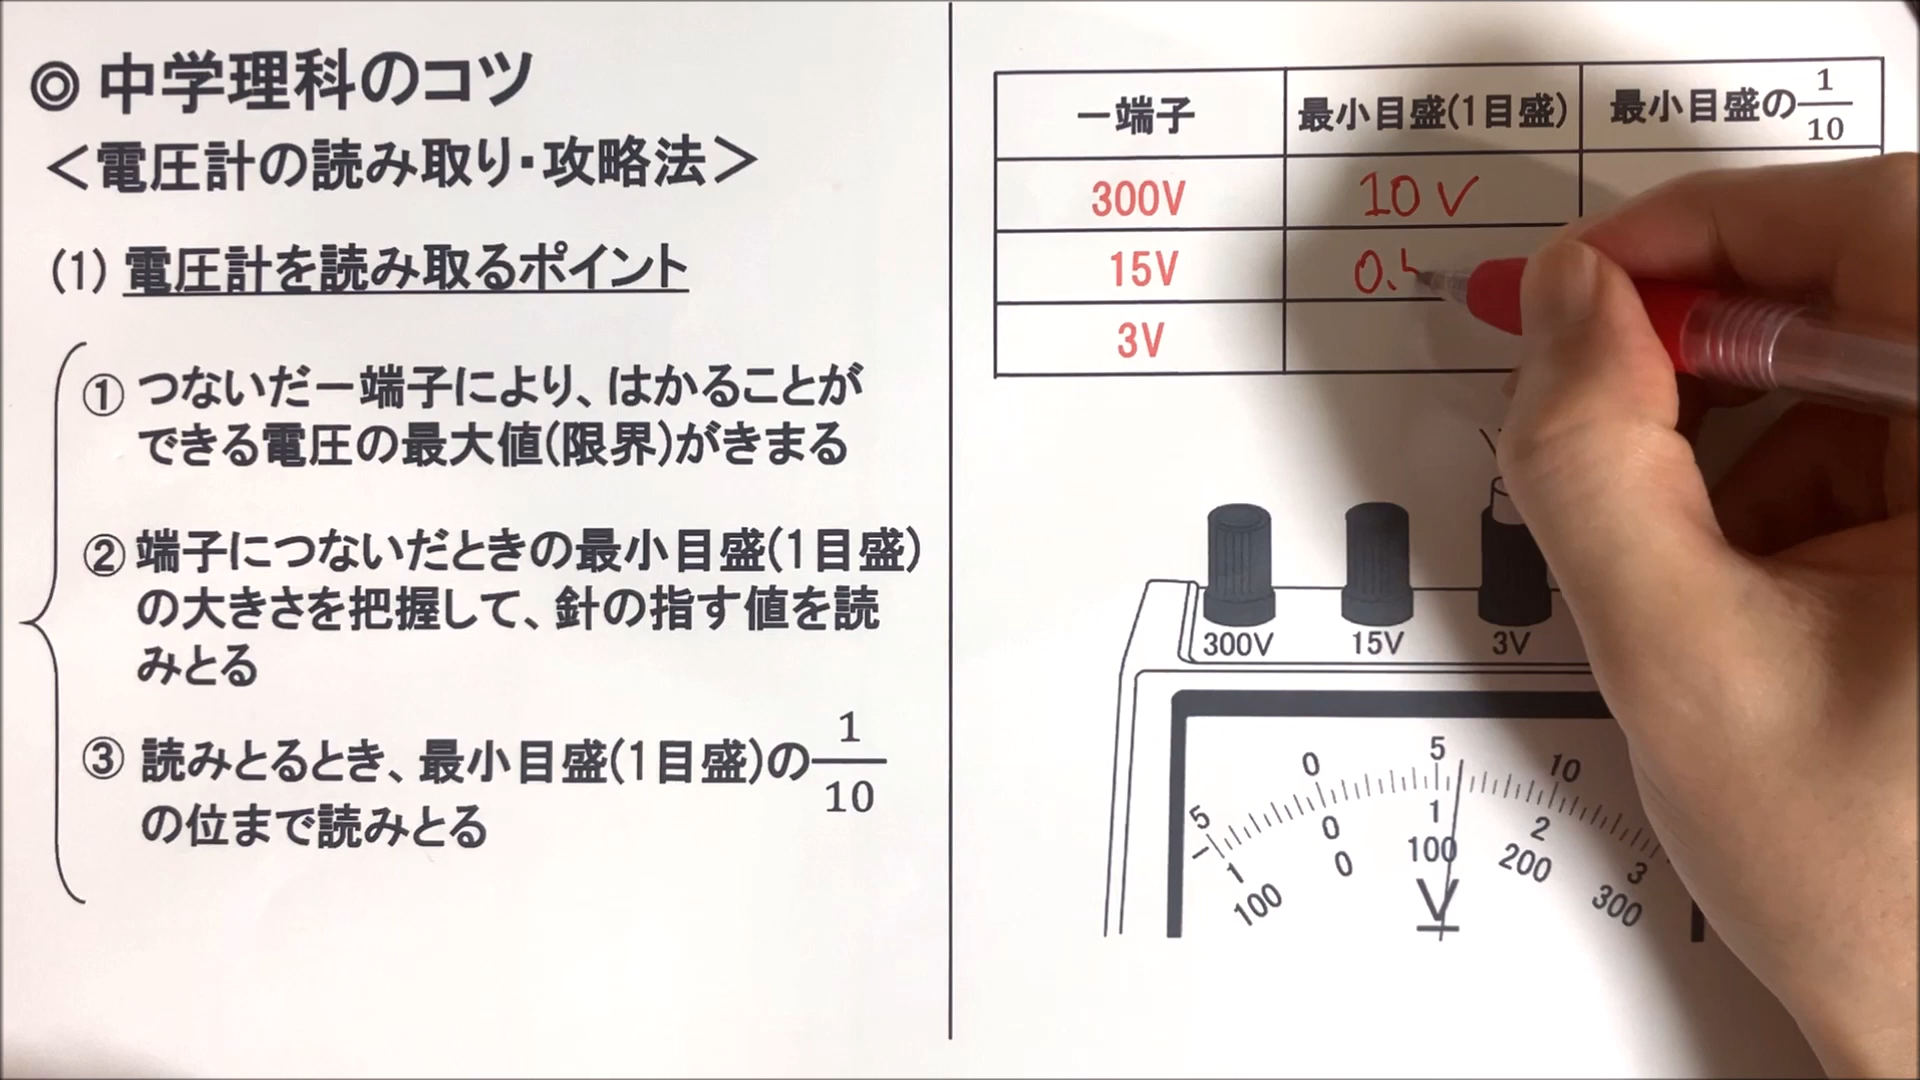 ◎ 中学理科のコツ
＜電圧計の読み取り・攻略法＞
(1) 電圧計を読み取るポイント
① つないだー端子により、はかることが
できる電圧の最大値(限界)がきまる
② 端子につないだときの最小目盛(1目盛)
の大きさを把握して、針の指す値を読
みとる
③ 読みとるとき、最小目盛(1目盛)の1/10
の位まで読みとる
ー端子 最小目盛(1目盛) 最小目盛の1/10
300V 10V
15V 0.
3V
300V 15V 3V
5 0 5 10
1 0 1 2 3
100 0 100 200 300
V